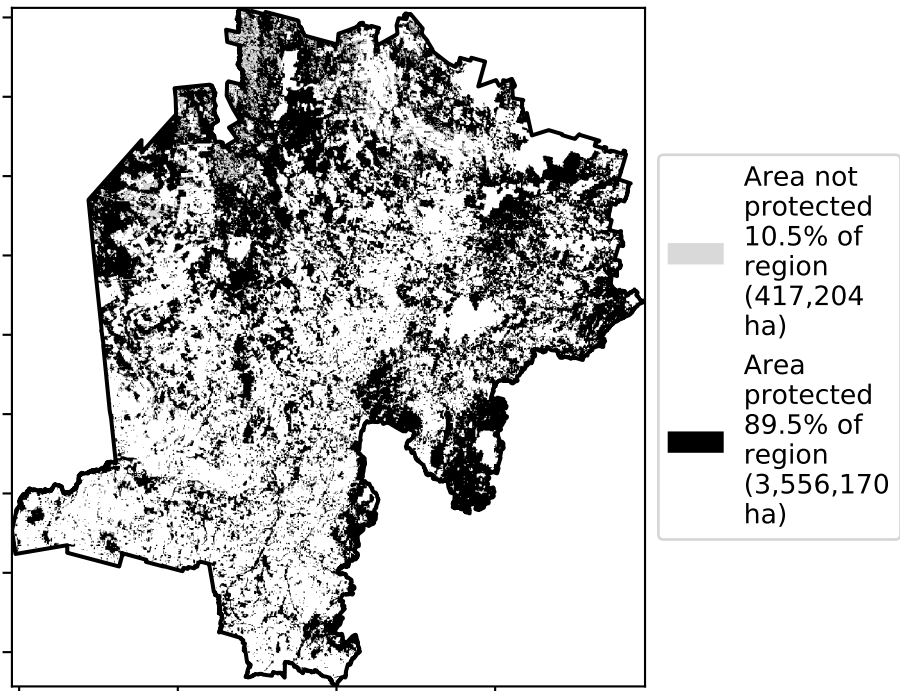 Area not
protected
10.5% of
region
(417,204
ha)
Area
protected
89.5% of
region
(3,556,170
ha)